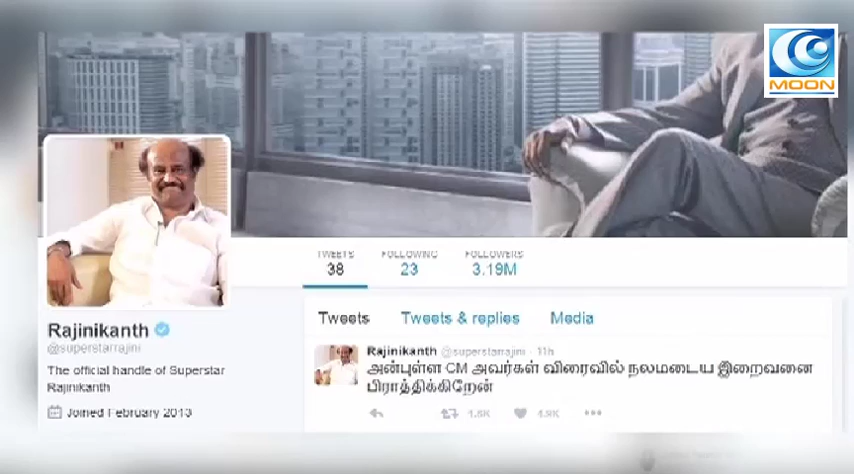 MOON
TWEETS FOLLOWING FOLLOWERS
38 23 3.19M
Rajinikanth
@superstarrajini
The official handle of Superstar
Rajinikanth
Joined February 2013
Tweets Tweets & replies Media
Rajinikanth @superstarrajini · 11h
அன்புள்ள CM அவர்கள் விரைவில் நலமடைய இறைவனை
பிராத்திக்கிறேன்